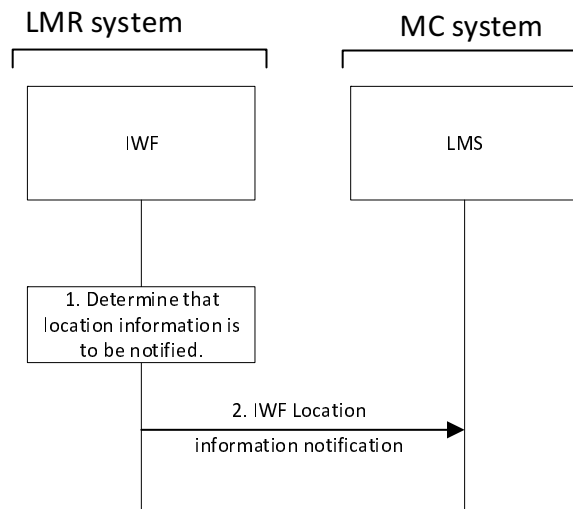 LMR system
MC system
IWF
LMS
1. Determine that
location information is
to be notified.
2. IWF Location
information notification